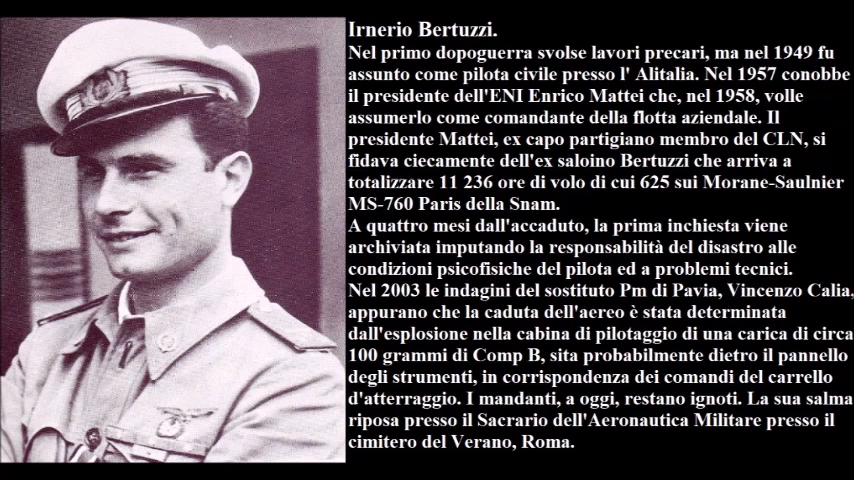 Irnerio Bertuzzi.
Nel primo dopoguerra svolse lavori precari, ma nel 1949 fu
assunto come pilota civile presso l' Alitalia. Nel 1957 conobbe
il presidente dell'ENI Enrico Mattei che, nel 1958, volle
assumerlo come comandante della flotta aziendale. Il
presidente Mattei, ex capo partigiano membro del CLN, si
fidava ciecamente dell'ex saloino Bertuzzi che arriva a
totalizzare 11 236 ore di volo di cui 625 sui Morane-Saulnier
MS-760 Paris della Snam.
A quattro mesi dall'accaduto, la prima inchiesta viene
archiviata imputando la responsabilità del disastro alle
condizioni psicofisiche del pilota ed a problemi tecnici.
Nel 2003 le indagini del sostituto Pm di Pavia, Vincenzo Calia,
appurano che la caduta dell'aereo è stata determinata
dall'esplosione nella cabina di pilotaggio di una carica di circa
100 grammi di Comp B, sita probabilmente dietro il pannello
degli strumenti, in corrispondenza dei comandi del carrello
d'atterraggio. I mandanti, a oggi, restano ignoti. La sua salma
riposa presso il Sacrario dell'Aeronautica Militare presso il
cimitero del Verano, Roma.